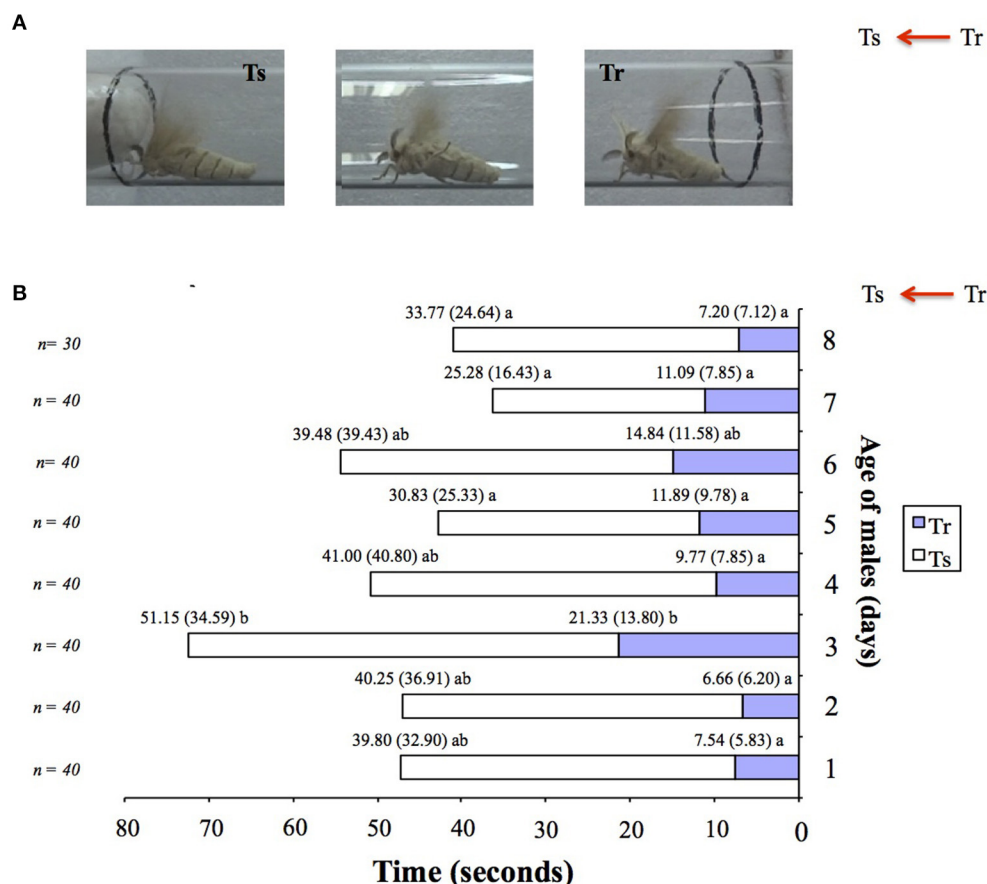 A
Ts Tr
Ts Tr
B
Ts Tr
33.77 (24.64) a 7.20 (7.12) a
n= 30 8
25.28 (16.43) a 11.09 (7.85) a
n = 40 7
39.48 (39.43) ab 14.84 (11.58) ab
n= 40 6
30.83 (25.33) a 11.89 (9.78) a
n = 40 5
41.00 (40.80) ab 9.77 (7.85) a
n = 40 4
51.15 (34.59) b 21.33 (13.80) b
n = 40 3
40.25 (36.91) ab 6.66 (6.20) a
n = 40 2
39.80 (32.90) ab 7.54 (5.83) a
n = 40 1
Age of males (days)
Tr
Ts
80 70 60 50 40 30 20 10 0
Time (seconds)